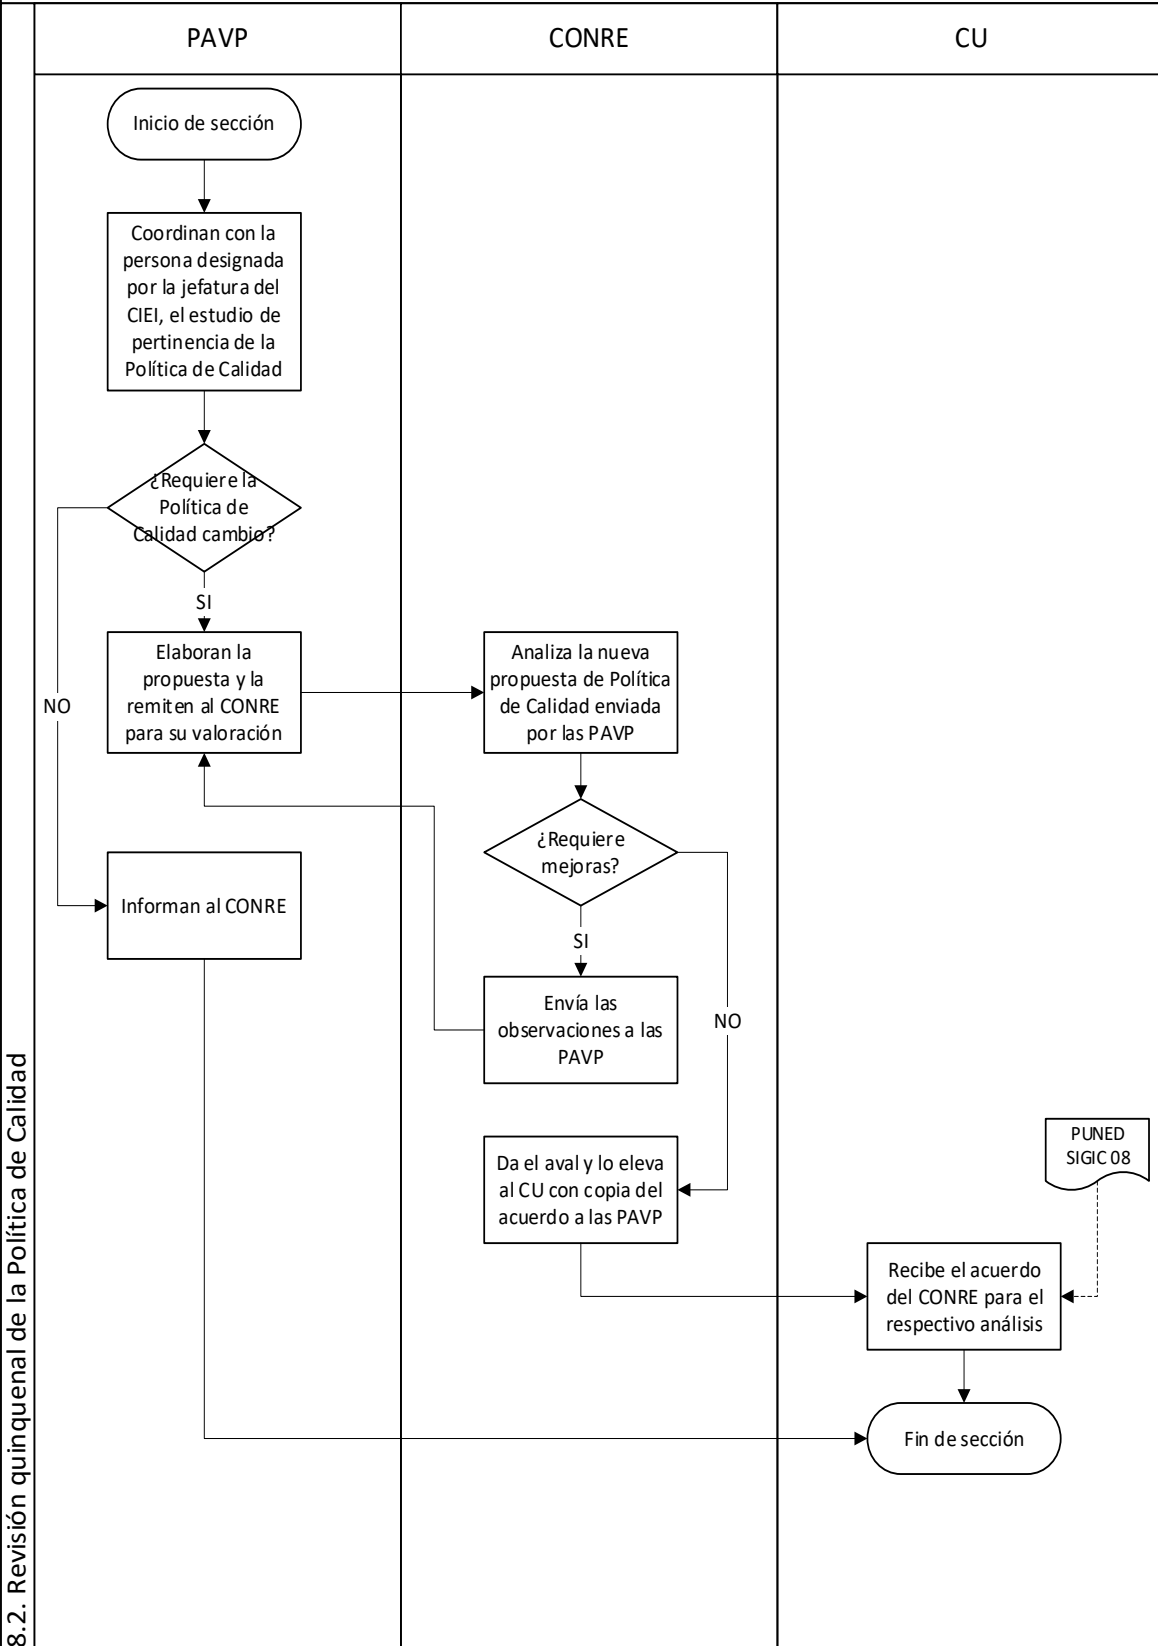 PAVP
CONRE
CU
Inicio de sección
Coordinan con la
persona designada
por la jefatura del
CIEI, el estudio de
pertinencia de la
Política de Calidad
¿Requiere la
Política de
Calidad cambio?
SI
NO
Elaboran la
propuesta y la
remiten al CONRE
para su valoración
Analiza la nueva
propuesta de Política
de Calidad enviada
por las PAVP
¿Requiere
mejoras?
Informan al CONRE
SI
NO
Envía las
observaciones a las
PAVP
Da el aval y lo eleva
al CU con copia del
acuerdo a las PAVP
PUNED
SIGIC 08
Recibe el acuerdo
del CONRE para el
respectivo análisis
Fin de sección
8.2. Revisión quinquenal de la Política de Calidad